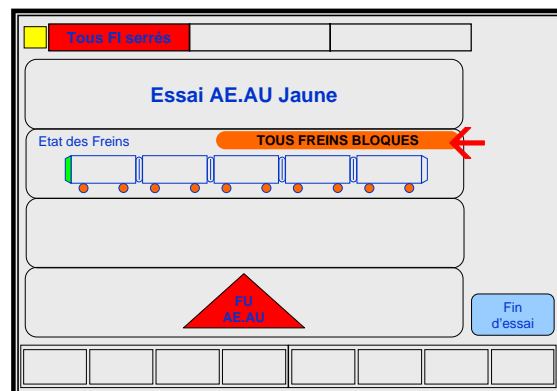 Tous FI serrés
Essai AE.AU Jaune
Etat des Freins
TOUS FREINS BLOQUES
FU
AE.AU
Fin
d'essai